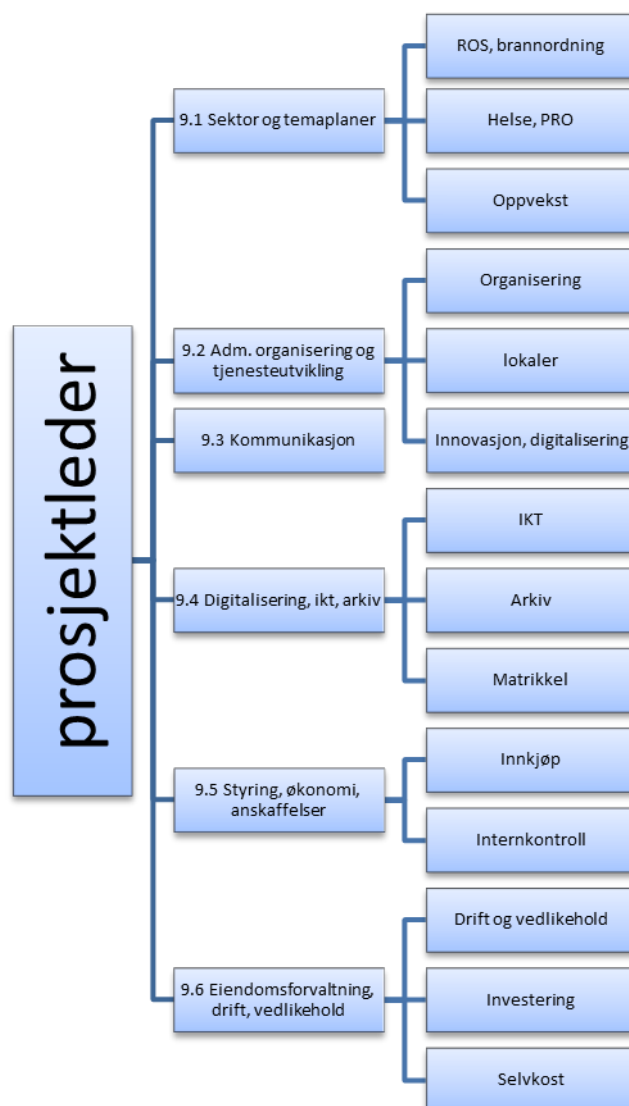 prosjektleder
9.1 Sektor og temaplaner
ROS, brannordning
Helse, PRO
Oppvekst
9.2 Adm. organisering og
tjenesteutvikling
Organisering
lokaler
Innovasjon, digitalisering
9.3 Kommunikasjon
9.4 Digitalisering, ikt, arkiv
IKT
Arkiv
Matrikkel
9.5 Styring, økonomi,
anskaffelser
Innkjøp
Internkontroll
9.6 Eiendomsforvaltning,
drift, vedlikehold
Drift og vedlikehold
Investering
Selvkost